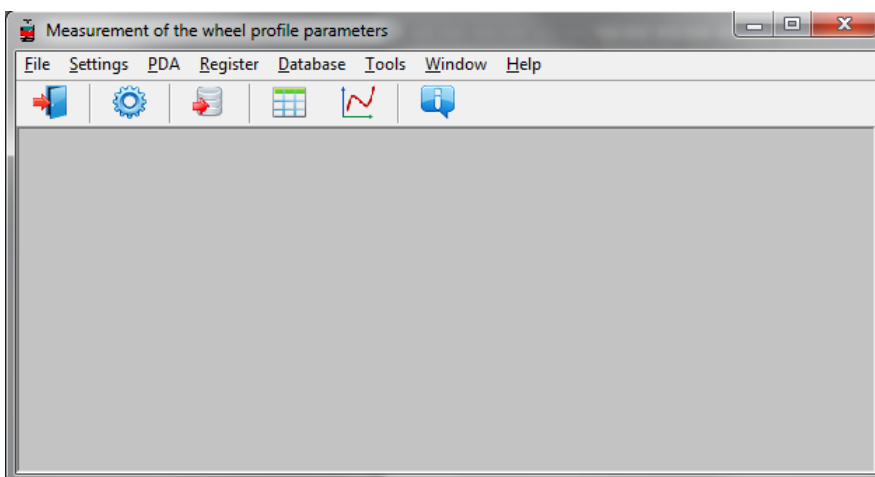 Measurement of the wheel profile parameters
File Settings PDA Register Database Tools Window Help